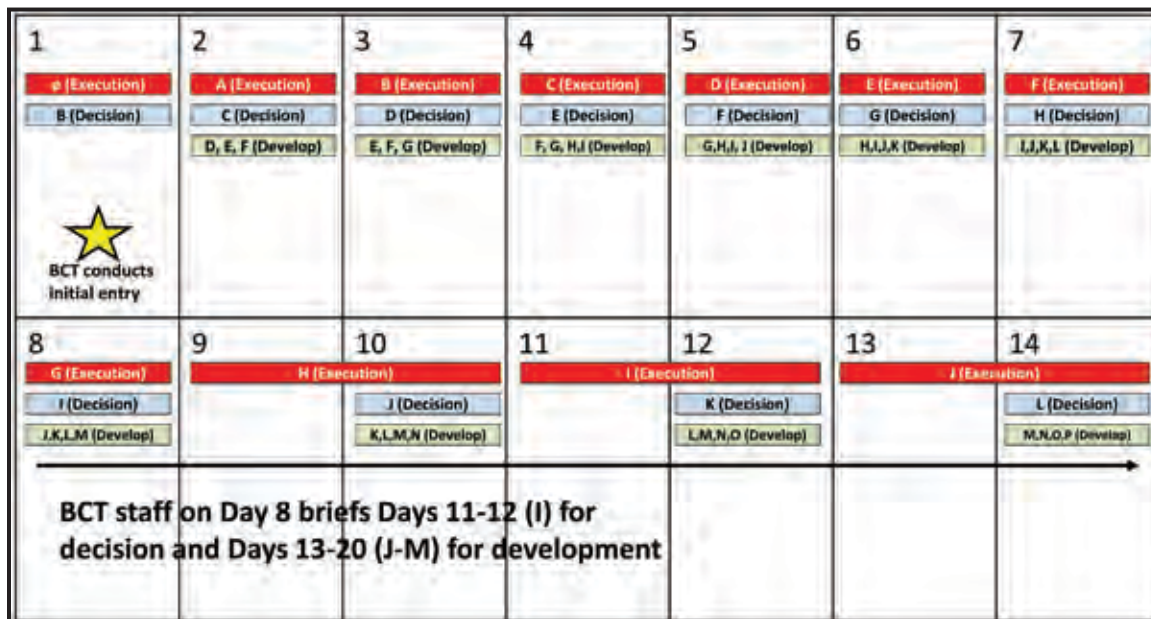 1
2
3
4
5
6
7
ø (Execution)
A (Execution)
B (Execution)
C (Execution)
D (Execution)
E (Execution)
F (Execution)
B (Decision)
C (Decision)
D (Decision)
E (Decision)
F (Decision)
G (Decision)
H (Decision)
D, E, F (Develop)
E, F, G (Develop)
F, G, H,I (Develop)
G,H,I, J (Develop)
H,I,J,K (Develop)
I,J,K,L (Develop)
BCT conducts
initial entry
8
9
10
11
12
13
14
G (Execution)
H (Execution)
I (Execution)
J (Execution)
I (Decision)
J (Decision)
K (Decision)
L (Decision)
J,K,L,M (Develop)
K,L,M,N (Develop)
L,M,N,O (Develop)
M,N,O,P (Develop)
BCT staff on Day 8 briefs Days 11-12 (I) for
decision and Days 13-20 (J-M) for development